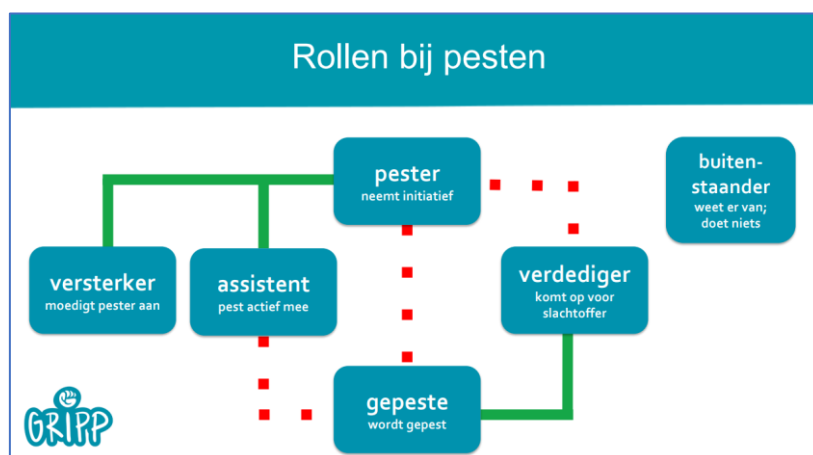 Rollen bij pesten
pester
neemt initiatief
buiten-
staander
weet er van;
doet niets
versterker
moedigt pester aan
assistent
pest actief mee
verdediger
komt op voor
slachtoffer
gepeste
wordt gepest
GRIPP